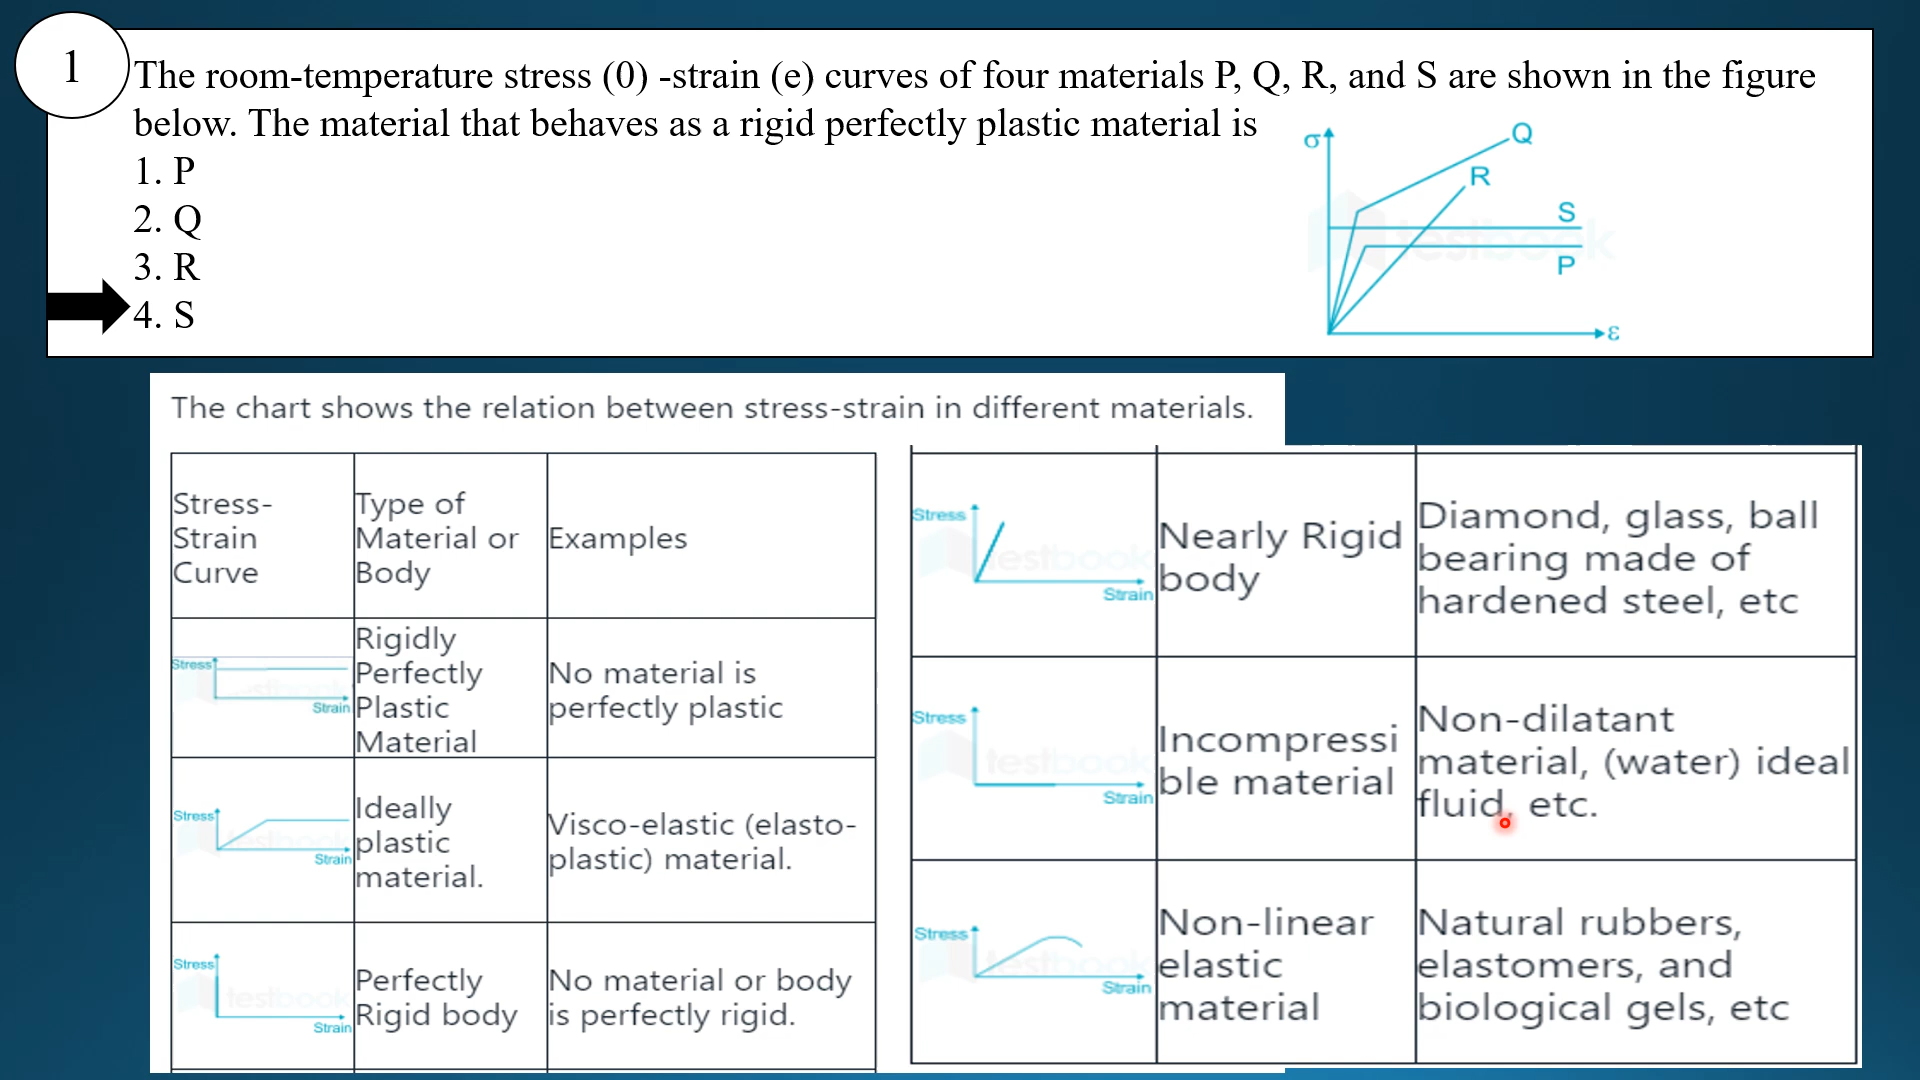 1
The room-temperature stress (0) -strain (e) curves of four materials P, Q, R, and S are shown in the figure
below. The material that behaves as a rigid perfectly plastic material is
1. P
2. Q
3. R
4. S
σ
Q
R
S
P
ε
testbook
The chart shows the relation between stress-strain in different materials.
Stress-
Strain
Curve
Type of
Material or
Body
Examples
Stress
Strain
Rigidly
Perfectly
Plastic
Material
No material is
perfectly plastic
Stress
Strain
Ideally
plastic
material.
Visco-elastic (elasto-
plastic) material.
Stress
testbook
Strain
Perfectly
Rigid body
No material or body
is perfectly rigid.
Stress
testbook
Strain
Nearly Rigid
body
Diamond, glass, ball
bearing made of
hardened steel, etc
Stress
testbook
Strain
Incompressi
ble material
Non-dilatant
material, (water) ideal
fluid, etc.
Stress
testbook
Strain
Non-linear
elastic
material
Natural rubbers,
elastomers, and
biological gels, etc